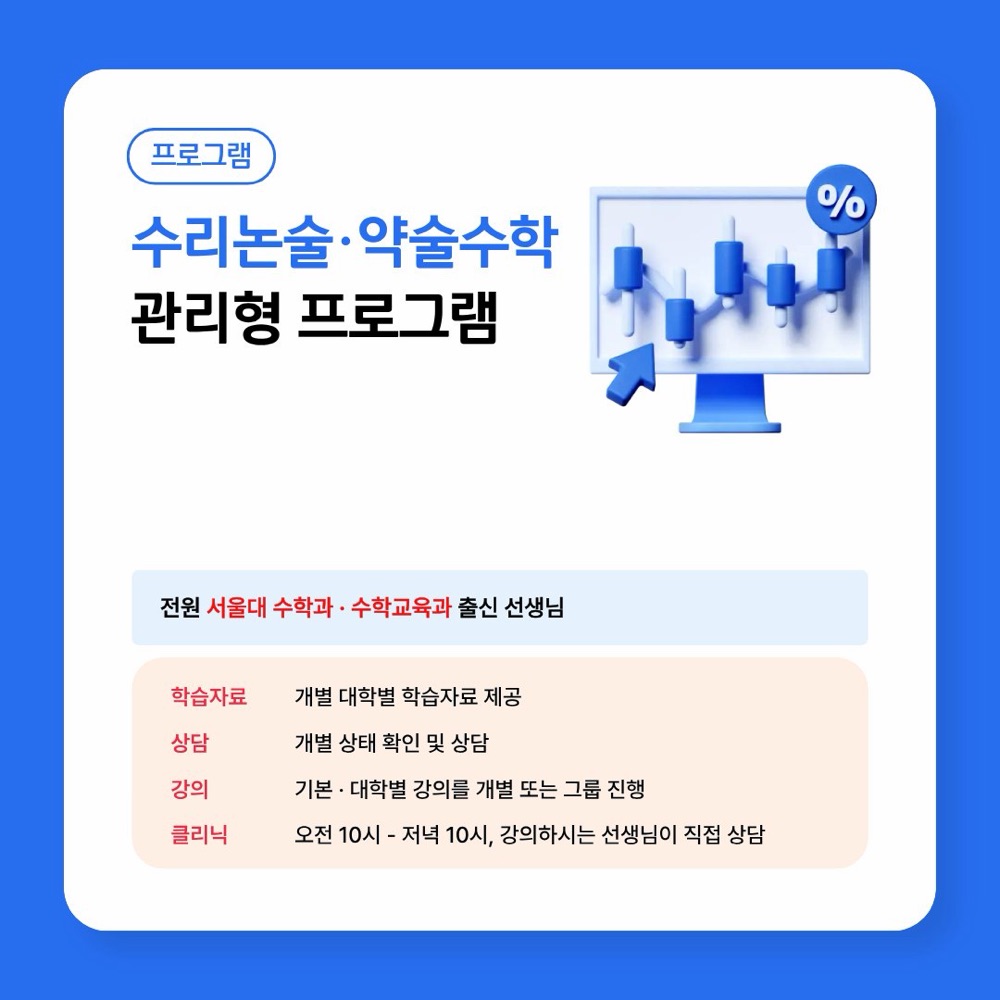 프로그램
수리논술·약술수학
관리형 프로그램
%
전원 서울대 수학과 · 수학교육과 출신 선생님
학습자료 개별 대학별 학습자료 제공
상담 개별 상태 확인 및 상담
강의 기본 · 대학별 강의를 개별 또는 그룹 진행
클리닉 오전 10시 - 저녁 10시, 강의하시는 선생님이 직접 상담